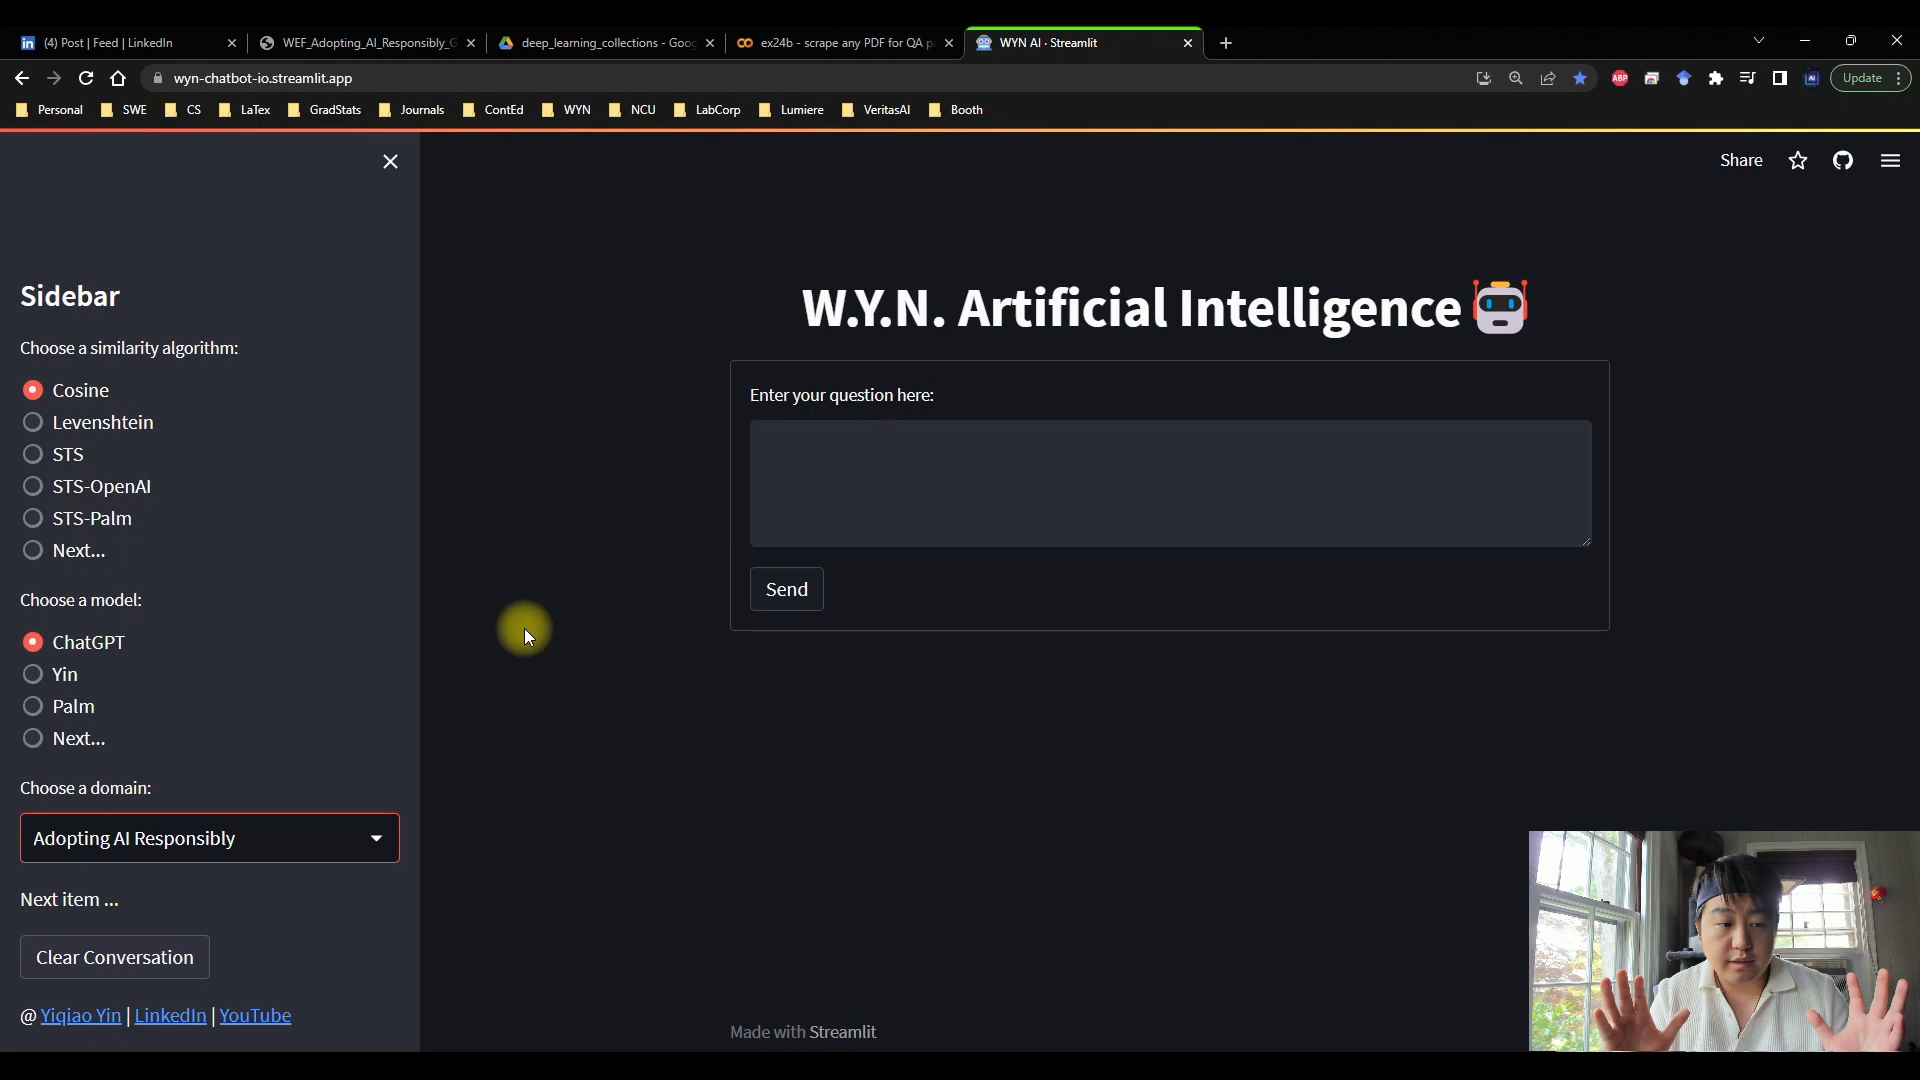 (4) Post | Feed | LinkedIn
WEF_Adopting_AI_Responsibly_G
deep_learning_collections - Goog
ex24b - scrape any PDF for QA p
WYN AI · Streamlit
wyn-chatbot-io.streamlit.app
ABP
Update
Personal
SWE
CS
LaTex
GradStats
Journals
ContEd
WYN
NCU
LabCorp
Lumiere
VeritasAI
Booth
Share
Sidebar
Choose a similarity algorithm:
Cosine
Levenshtein
STS
STS-OpenAI
STS-Palm
Next...
Choose a model:
ChatGPT
Yin
Palm
Next...
Choose a domain:
Adopting AI Responsibly
Next item ...
Clear Conversation
@ Yiqiao Yin | LinkedIn | YouTube
W.Y.N. Artificial Intelligence
Enter your question here:
Send
Made with Streamlit